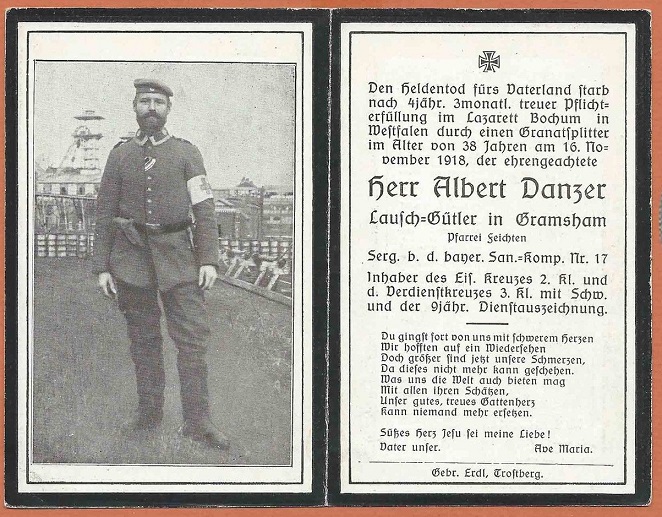 Den Heldentod fürs Vaterland starb
nach 4jähr. 3monatl. treuer Pflicht-
erfüllung im Lazarett Bochum in
Westfalen durch einen Granatsplitter
im Alter von 38 Jahren am 16. No-
vember 1918, der ehrengeachtete
Herr Albert Danzer
Lausch=Gütler in Gramsham
Pfarrei Feichten
Serg. b. d. bayer. San.=Komp. Nr. 17
Inhaber des Eis. Kreuzes 2. Kl. und
d. Verdienstkreuzes 3. Kl. mit Schw.
und der 9jähr. Dienstauszeichnung.
Du gingst fort von uns mit schwerem Herzen
Wir hofften auf ein Wiedersehen
Doch größer sind jetzt unsere Schmerzen,
Da dieses nicht mehr kann geschehen.
Was uns die Welt auch bieten mag
Mit allen ihren Schätzen,
Unser gutes, treues Gattenherz
Kann niemand mehr ersetzen.
Süßes Herz Jesu sei meine Liebe!
Vater unser. Ave Maria.
Gebr. Erdl, Trostberg.